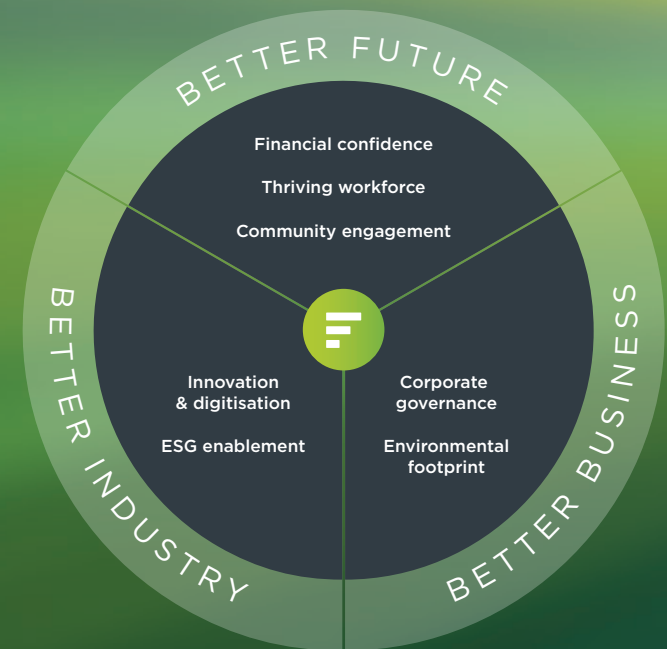 BETTER FUTURE
Financial confidence
Thriving workforce
Community engagement
BETTER INDUSTRY
Innovation
& digitisation
ESG enablement
BETTER BUSINESS
Corporate
governance
Environmental
footprint